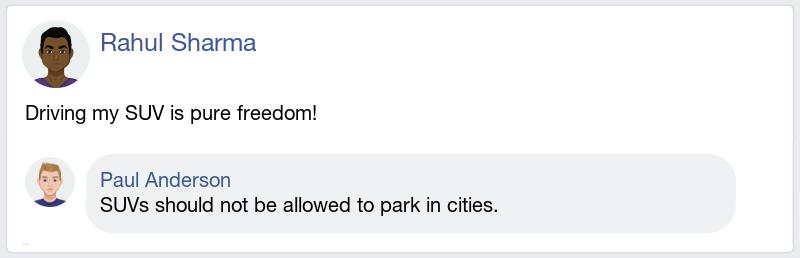 Rahul Sharma
Driving my SUV is pure freedom!
Paul Anderson
SUVs should not be allowed to park in cities.